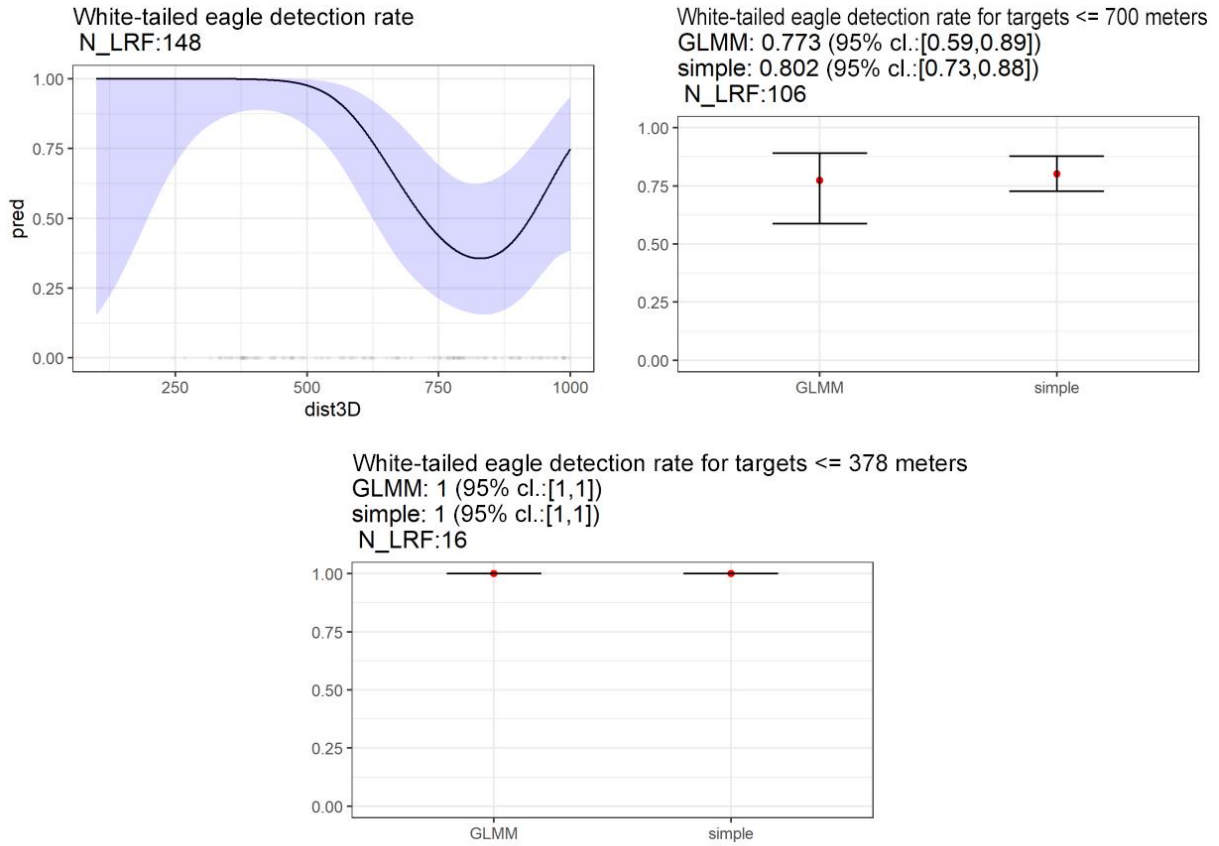 White-tailed eagle detection rate
N_LRF:148
1.00
0.75
0.50
0.25
0.00
pred
250
500
750
1000
dist3D
White-tailed eagle detection rate for targets <= 700 meters
GLMM: 0.773 (95% cl.:[0.59,0.89])
simple: 0.802 (95% cl.:[0.73,0.88])
N_LRF:106
1.00
0.75
0.50
0.25
0.00
GLMM
simple
White-tailed eagle detection rate for targets <= 378 meters
GLMM: 1 (95% cl.:[1,1])
simple: 1 (95% cl.:[1,1])
N_LRF:16
1.00
0.75
0.50
0.25
0.00
GLMM
simple